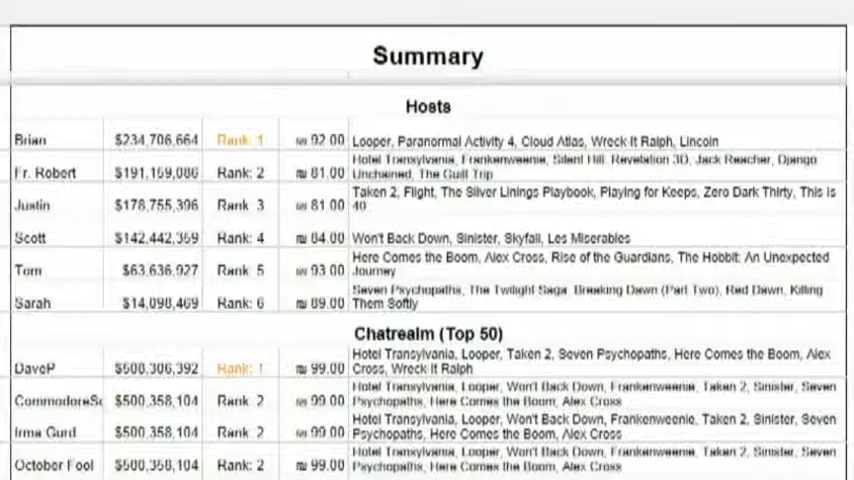 Summary
Hosts
Brian $234,706,664 Rank: 1 ₪ 92.00 Looper, Paranormal Activity 4, Cloud Atlas, Wreck It Ralph, Lincoln
Hotel Transylvania, Frankenweenie, Silent Hill: Revelation 3D, Jack Reacher, Django
Fr. Robert Rank: 2 ₪ 81.00 Unchained, The Guilt Trip
Taken 2, Flight, The Silver Linings Playbook, Playing for Keeps, Zero Dark Thirty, This Is
Justin $178,755,396 Rank: 3 ₪ 81.00 40
Scott $142,442,359 Rank: 4 ₪ 84.00 Won't Back Down, Sinister, Skyfall, Les Miserables
Here Comes the Boom, Alex Cross, Rise of the Guardians, The Hobbit: An Unexpected
Tom $63,636,927 Rank: 5 ₪ 93.00 Journey
Seven Psychopaths, The Twilight Saga: Breaking Dawn (Part Two), Red Dawn, Killing
Sarah $14,098,469 Rank: 6 ₪ 89.00 Them Softly
Chatrealm (Top 50)
Hotel Transylvania, Looper, Taken 2, Seven Psychopaths, Here Comes the Boom, Alex
DaveP $508,306,392 Rank: 1 ₪ 99.00 Cross, Wreck It Ralph
Hotel Transylvania, Looper, Won't Back Down, Frankenweenie, Taken 2, Sinister, Seven
CommodoreSc $500,358,104 Rank: 2 ₪ 99.00 Psychopaths, Here Comes the Boom, Alex Cross
Hotel Transylvania, Looper, Won't Back Down, Frankenweenie, Taken 2, Sinister, Seven
Irma Gurd $500,358,104 Rank: 2 ₪ 99.00 Psychopaths, Here Comes the Boom, Alex Cross
Hotel Transylvania, Looper, Won't Back Down, Frankenweenie, Taken 2, Sinister, Seven
October Fool $500,358,104 Rank: 2 ₪ 99.00 Psychopaths, Here Comes the Boom, Alex Cross